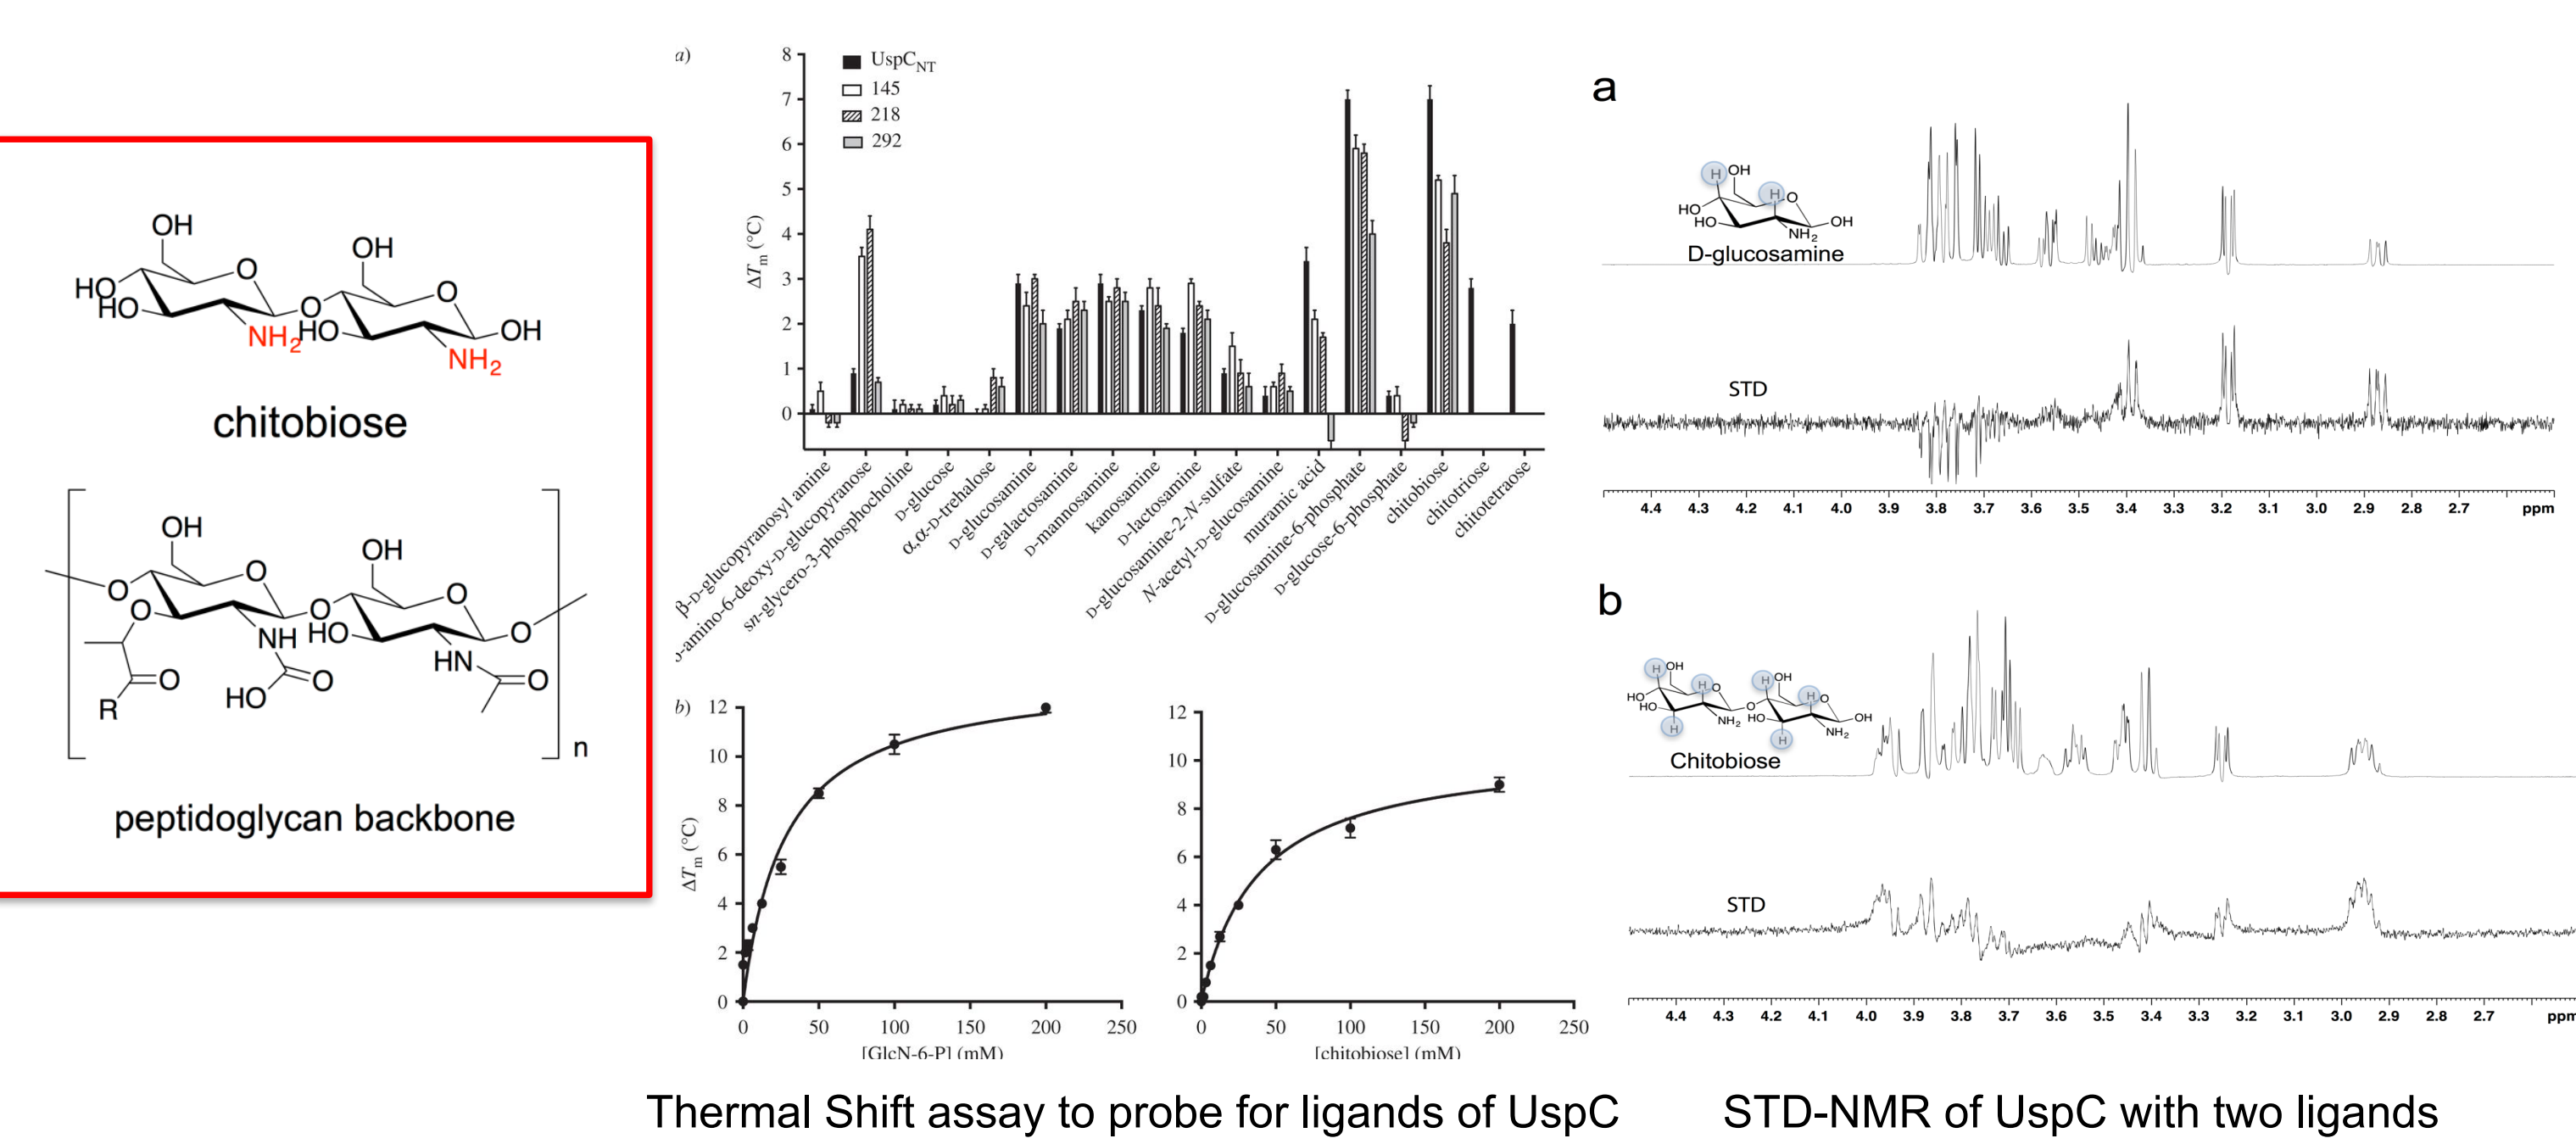 OH
OH
O
O
HO
HO
O
NH2
HO
OH
NH2
chitobiose
OH
OH
O
O
O
O
O
O
NH
HO
HN
O
O
O
HO
R
n
peptidoglycan backbone
a)
UspCNT
145
218
292
8
7
6
5
4
3
2
1
0
ΔTm (°C)
β-D-glucopyranosyl amine
D-amino-6-deoxy-D-glucopyranose
sn-glycero-3-phosphocholine
D-glucose
α,α-D-trehalose
D-glucosamine
D-galactosamine
D-mannosamine
kanosamine
D-lactosamine
D-glucosamine-2-N-sulfate
N-acetyl-D-glucosamine
muramic acid
D-glucosamine-6-phosphate
D-glucose-6-phosphate
chitobiose
chitotriose
chitotetraose
b)
12
10
8
6
4
2
0
ΔTm (°C)
0 50 100 150 200 250
[GlcN-6-P] (mM)
12
10
8
6
4
2
0
0 50 100 150 200 250
[chitobiose] (mM)
Thermal Shift assay to probe for ligands of UspC
a
H
OH
H
O
HO
HO
OH
NH2
D-glucosamine
STD
4.4 4.3 4.2 4.1 4.0 3.9 3.8 3.7 3.6 3.5 3.4 3.3 3.2 3.1 3.0 2.9 2.8 2.7 ppm
b
H
OH
H
OH
H
O
H
O
HO
HO
O
HO
OH
NH2
NH2
H
H
Chitobiose
STD
4.4 4.3 4.2 4.1 4.0 3.9 3.8 3.7 3.6 3.5 3.4 3.3 3.2 3.1 3.0 2.9 2.8 2.7 ppm
STD-NMR of UspC with two ligands